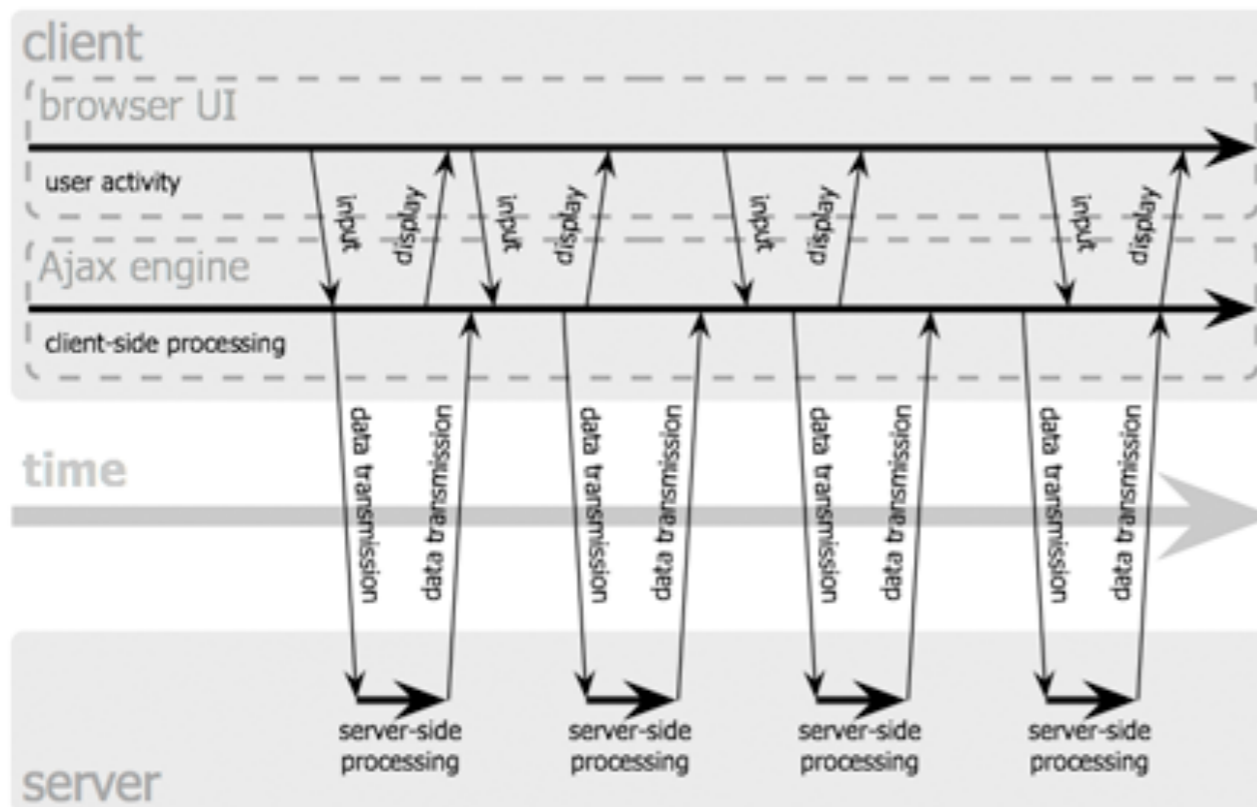 client
browser UI
user activity
input
display
input
display
input
display
input
display
Ajax engine
client-side processing
data transmission
data transmission
data transmission
data transmission
data transmission
data transmission
data transmission
data transmission
time
server-side
processing
server-side
processing
server-side
processing
server-side
processing
server